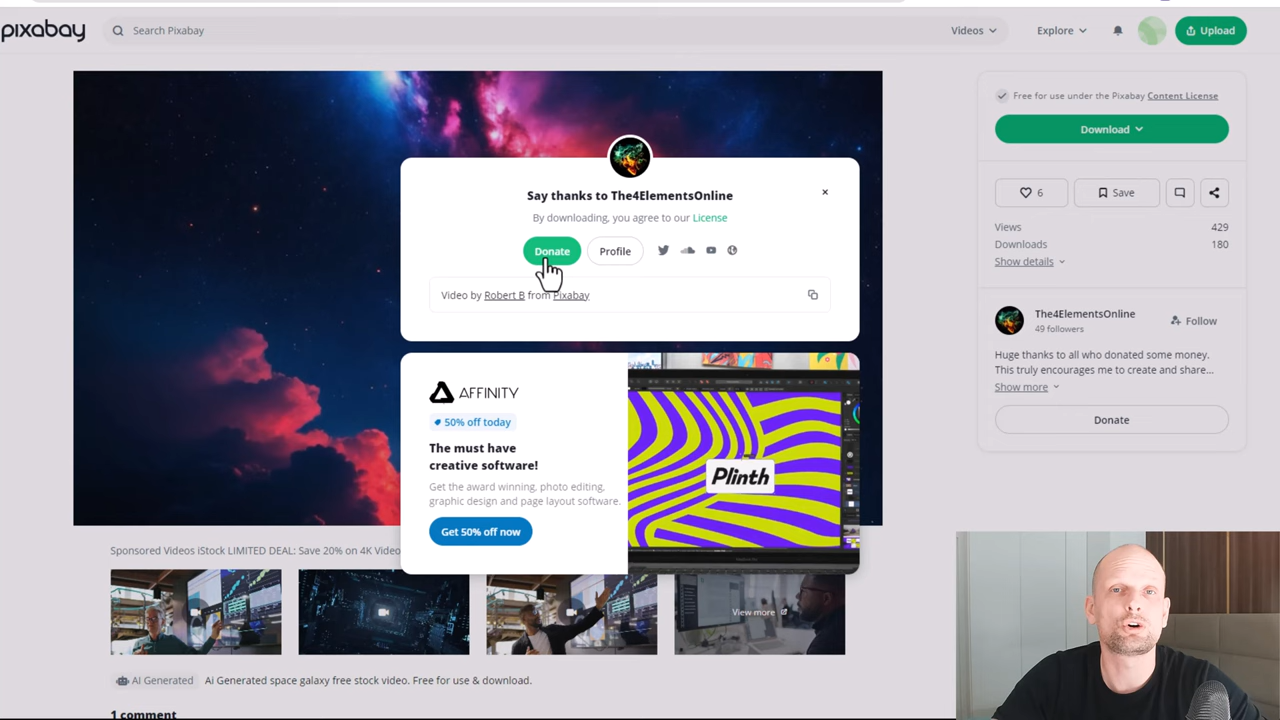 pixabay
Search Pixabay
Videos
Explore
Upload
Free for use under the Pixabay Content License
Download
6
Save
Views 429
Downloads 180
Show details
The4ElementsOnline
49 followers
Follow
Huge thanks to all who donated some money.
This truly encourages me to create and share...
Show more
Donate
Say thanks to The4ElementsOnline
By downloading, you agree to our License
Donate
Profile
Video by Robert B from Pixabay
AFFINITY
50% off today
The must have
creative software!
Get the award winning, photo editing,
graphic design and page layout software.
Get 50% off now
Plinth
Sponsored Videos iStock LIMITED DEAL: Save 20% on 4K Video
View more
AI Generated
Ai Generated space galaxy free stock video. Free for use & download.
1 comment